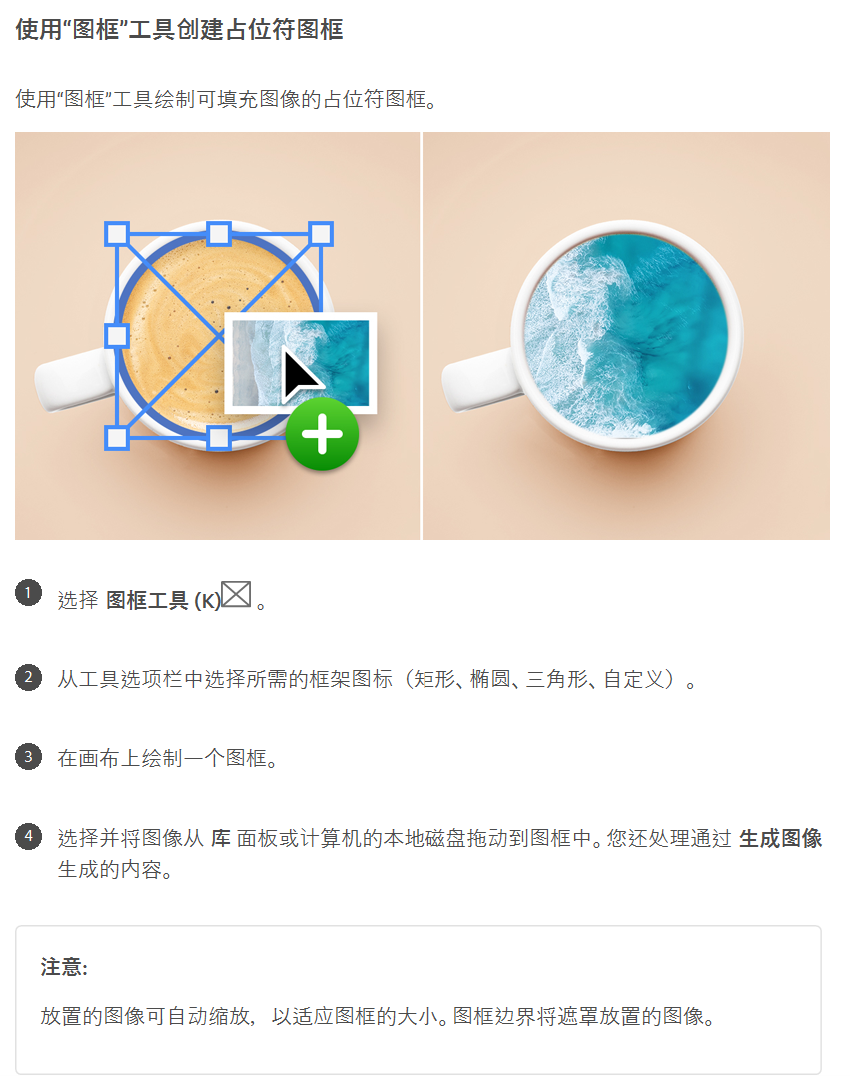 使用“图框”工具创建占位符图框
使用“图框”工具绘制可填充图像的占位符图框。
1 选择 图框工具 (K) 。
2 从工具选项栏中选择所需的框架图标（矩形、椭圆、三角形、自定义）。
3 在画布上绘制一个图框。
4 选择并将图像从 库 面板或计算机的本地磁盘拖动到图框中。您还处理通过 生成图像
生成的内容。
注意:
放置的图像可自动缩放，以适应图框的大小。图框边界将遮罩放置的图像。